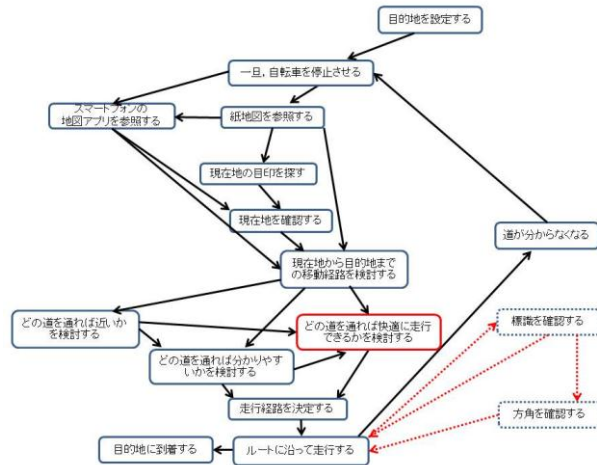 目的地を設定する
一旦，自転車を停止させる
スマートフォンの
地図アプリを参照する
紙地図を参照する
現在地の目印を探す
現在地を確認する
道が分からなくなる
現在地から目的地まで
の移動経路を検討する
どの道を通れば近いか
を検討する
どの道を通れば快適に走行
できるかを検討する
標識を確認する
どの道を通れば分かりやす
いかを検討する
走行経路を決定する
方角を確認する
目的地に到着する
ルートに沿って走行する